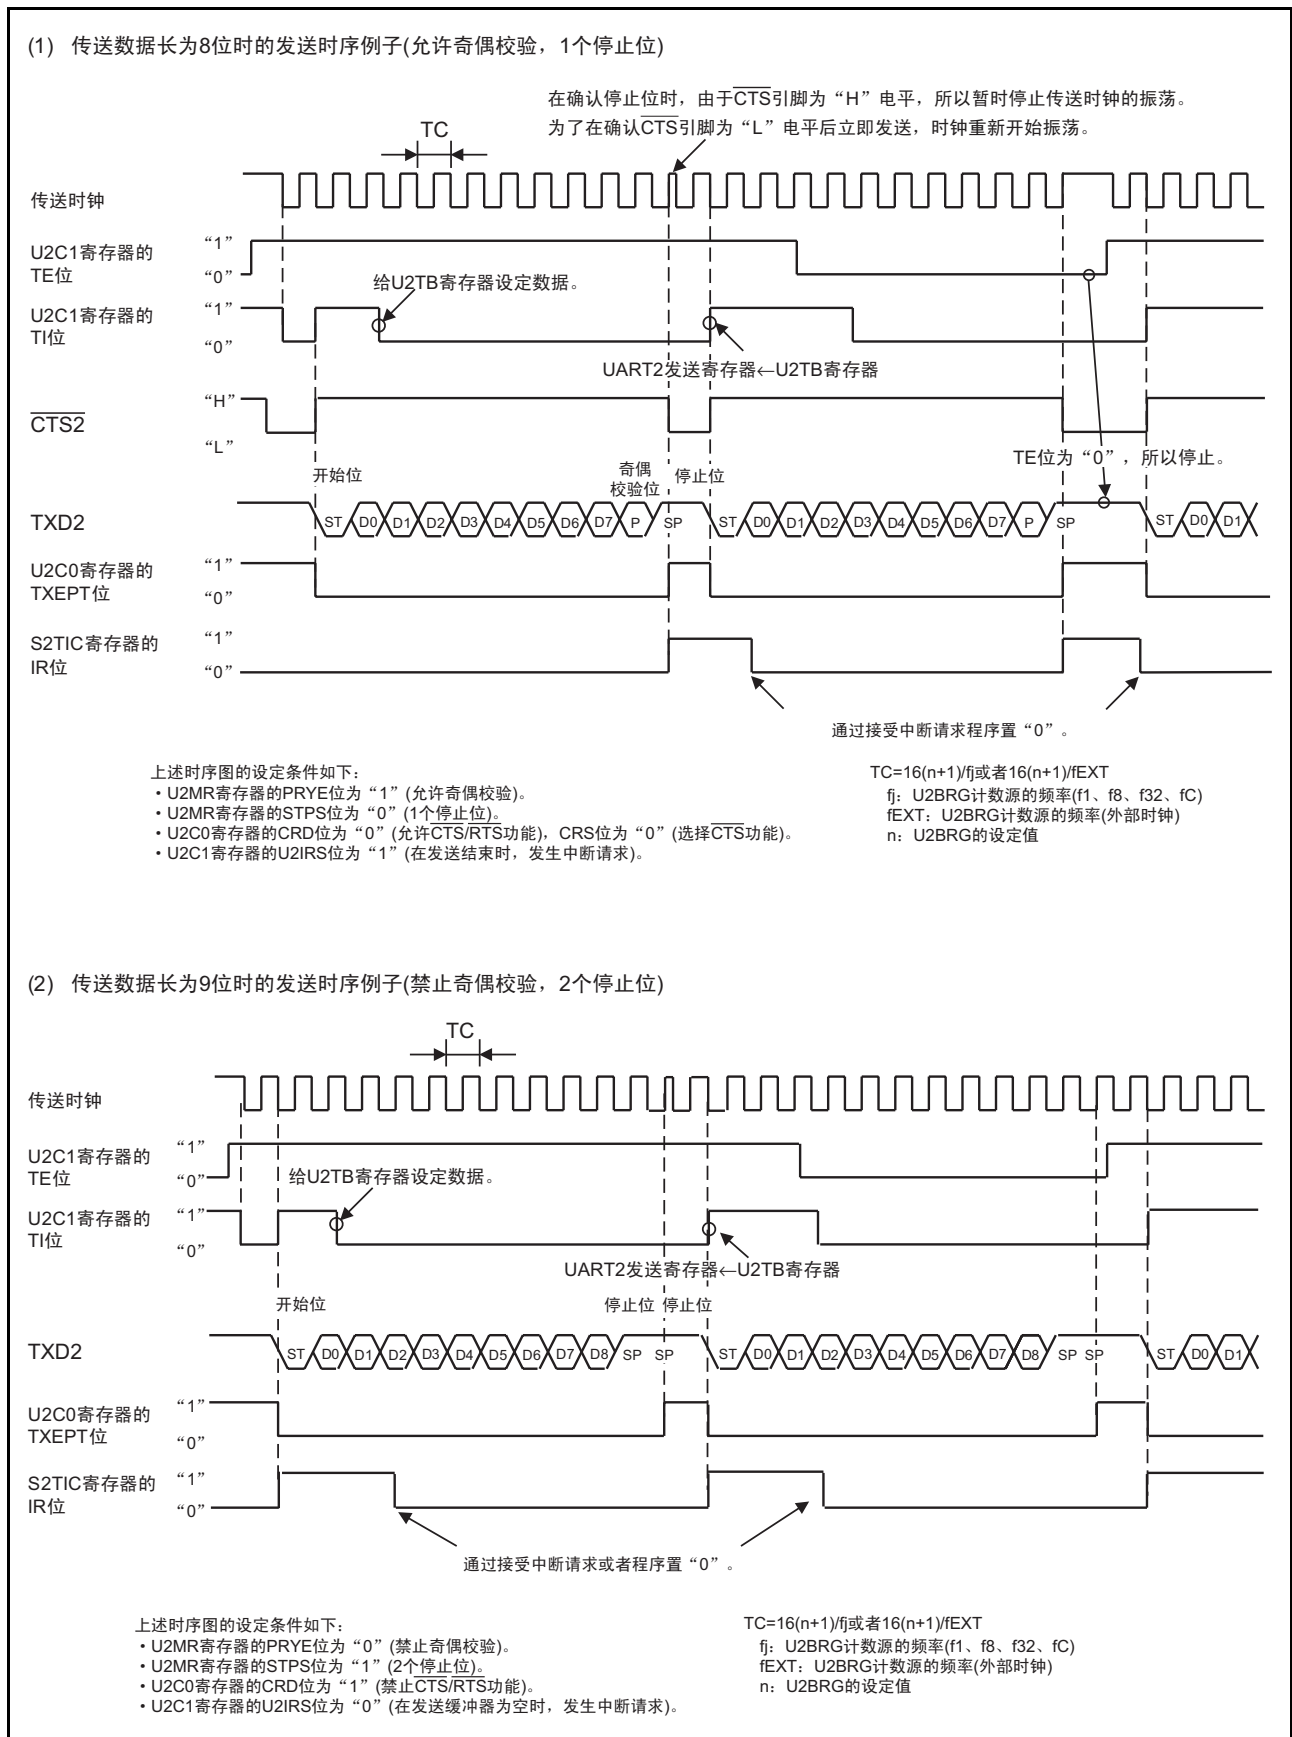 (1) 传送数据长为8位时的发送时序例子(允许奇偶校验，1个停止位)
在确认停止位时，由于CTS引脚为“H”电平，所以暂时停止传送时钟的振荡。
为了在确认CTS引脚为“L”电平后立即发送，时钟重新开始振荡。
TC
传送时钟
U2C1寄存器的
TE位
“1”
“0”
给U2TB寄存器设定数据。
U2C1寄存器的
TI位
“1”
“0”
UART2发送寄存器←U2TB寄存器
CTS2
“H”
“L”
TE位为“0”，所以停止。
开始位
奇偶
校验位
停止位
TXD2
ST D0 D1 D2 D3 D4 D5 D6 D7 P SP ST D0 D1 D2 D3 D4 D5 D6 D7 P SP ST D0 D1
U2C0寄存器的
TXEPT位
“1”
“0”
S2TIC寄存器的
IR位
“1”
“0”
通过接受中断请求程序置“0”。
上述时序图的设定条件如下：
・U2MR寄存器的PRYE位为“1”(允许奇偶校验)。
・U2MR寄存器的STPS位为“0”(1个停止位)。
・U2C0寄存器的CRD位为“0”(允许CTS/RTS功能)，CRS位为“0”(选择CTS功能)。
・U2C1寄存器的U2IRS位为“1”(在发送结束时，发生中断请求)。
TC=16(n+1)/fj或者16(n+1)/fEXT
fj：U2BRG计数源的频率(f1、f8、f32、fC)
fEXT：U2BRG计数源的频率(外部时钟)
n：U2BRG的设定值
(2) 传送数据长为9位时的发送时序例子(禁止奇偶校验，2个停止位)
TC
传送时钟
U2C1寄存器的
TE位
“1”
“0”
给U2TB寄存器设定数据。
U2C1寄存器的
TI位
“1”
“0”
UART2发送寄存器←U2TB寄存器
开始位
停止位 停止位
TXD2
ST D0 D1 D2 D3 D4 D5 D6 D7 D8 SP SP ST D0 D1 D2 D3 D4 D5 D6 D7 D8 SP SP ST D0 D1
U2C0寄存器的
TXEPT位
“1”
“0”
S2TIC寄存器的
IR位
“1”
“0”
通过接受中断请求或者程序置“0”。
上述时序图的设定条件如下：
・U2MR寄存器的PRYE位为“0”(禁止奇偶校验)。
・U2MR寄存器的STPS位为“1”(2个停止位)。
・U2C0寄存器的CRD位为“1”(禁止CTS/RTS功能)。
・U2C1寄存器的U2IRS位为“0”(在发送缓冲器为空时，发生中断请求)。
TC=16(n+1)/fj或者16(n+1)/fEXT
fj：U2BRG计数源的频率(f1、f8、f32、fC)
fEXT：U2BRG计数源的频率(外部时钟)
n：U2BRG的设定值